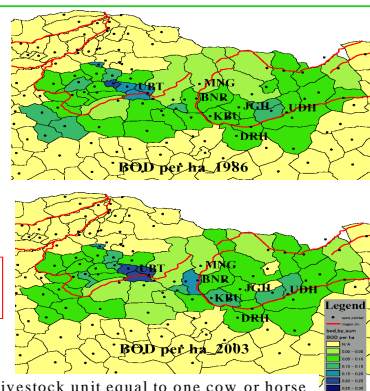 UBT
MNG
BNR
JGH
UDH
KBU
DRH
BOD per ha_1986
UBT
MNG
BNR
JGH
UDH
KBU
DRH
BOD per ha_2003
Legend
BOD per ha
N/A
livestock unit equal to one cow or horse